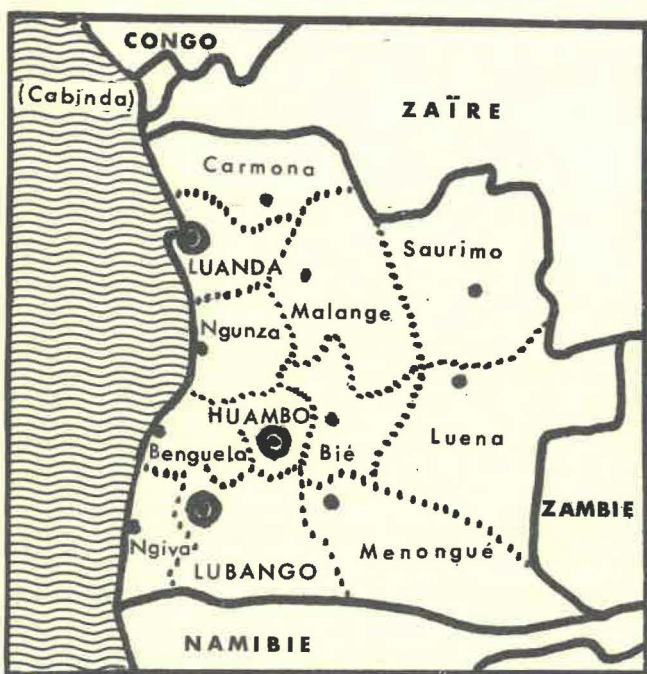 CONGO
(Cabinda)
ZAÏRE
Carmona
LUANDA
Saurimo
Malange
Ngunza
HUAMBO
Benguela
Bié
Luena
ZAMBIE
Ngiva
Menongué
LUBANGO
NAMIBIE